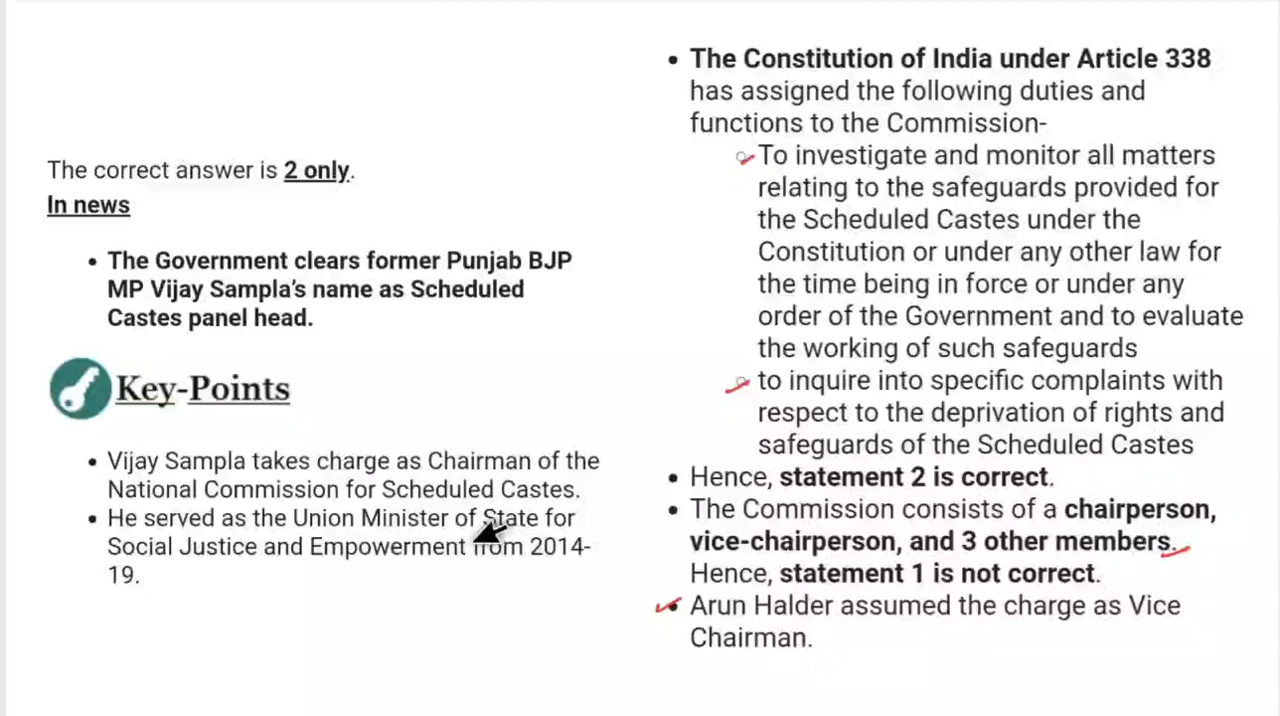 The correct answer is 2 only.
In news
• The Government clears former Punjab BJP
MP Vijay Sampla's name as Scheduled
Castes panel head.
Key-Points
• Vijay Sampla takes charge as Chairman of the
National Commission for Scheduled Castes.
• He served as the Union Minister of State for
Social Justice and Empowerment from 2014-
19.
• The Constitution of India under Article 338
has assigned the following duties and
functions to the Commission-
To investigate and monitor all matters
relating to the safeguards provided for
the Scheduled Castes under the
Constitution or under any other law for
the time being in force or under any
order of the Government and to evaluate
the working of such safeguards
to inquire into specific complaints with
respect to the deprivation of rights and
safeguards of the Scheduled Castes
• Hence, statement 2 is correct.
• The Commission consists of a chairperson,
vice-chairperson, and 3 other members.
Hence, statement 1 is not correct.
• Arun Halder assumed the charge as Vice
Chairman.